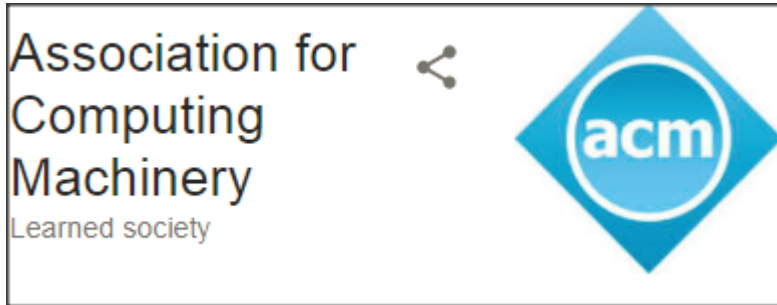 Association for
Computing
Machinery
Learned society
acm